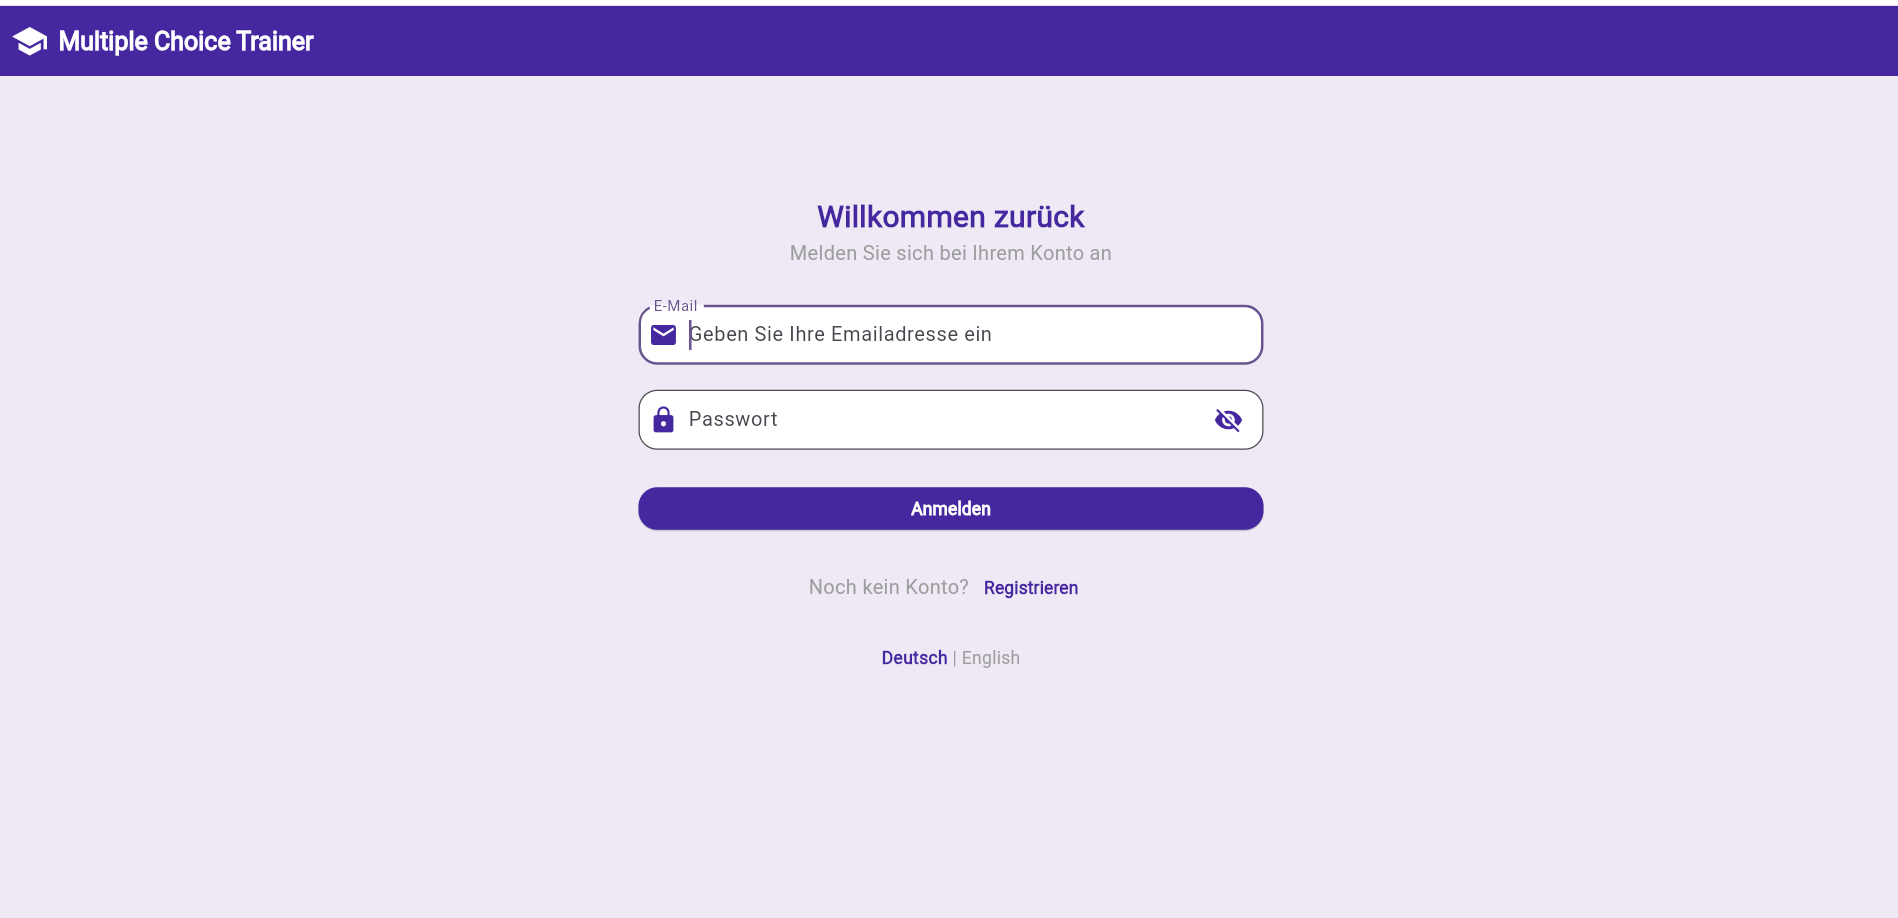 Multiple Choice Trainer
Willkommen zurück
Melden Sie sich bei Ihrem Konto an
E-Mail
Geben Sie Ihre Emailadresse ein
Passwort
Anmelden
Noch kein Konto? Registrieren
Deutsch | English